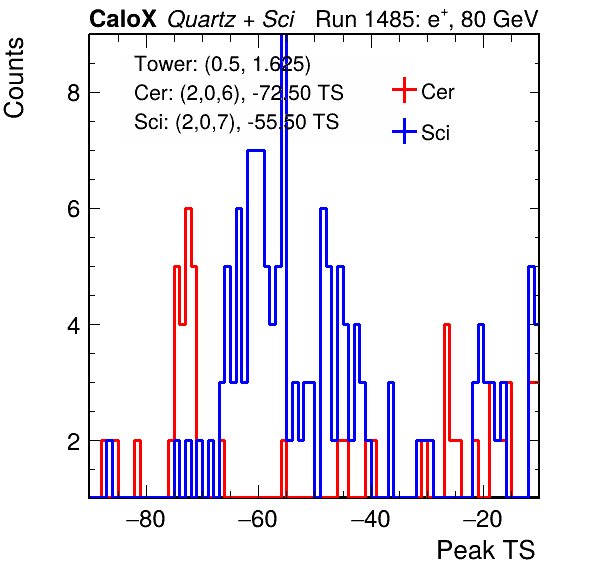 CaloX Quartz + Sci Run 1485: e⁺, 80 GeV
Counts
Tower: (0.5, 1.625)
Cer: (2,0,6), -72.50 TS
Sci: (2,0,7), -55.50 TS
Cer
Sci
8
6
4
2
−80 −60 −40 −20
Peak TS